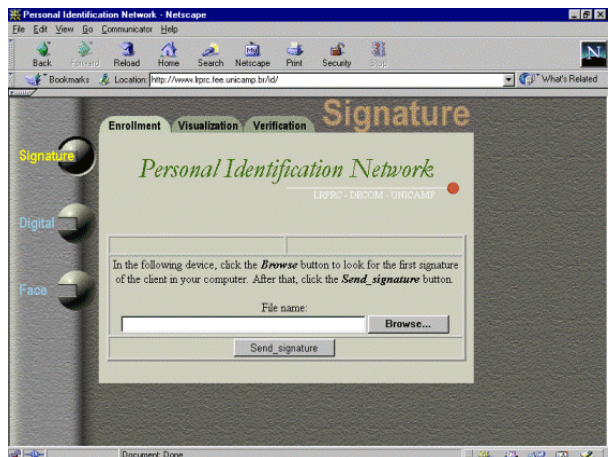 Personal Identification Network - Netscape
File Edit View Go Communicator Help
Back Forward Reload Home Search Netscape Print Security Stop
Bookmarks Location: http://www.lrprc.fee.unicamp.br/id/ What's Related
Signature
Enrollment Visualization Verification
Signature
Personal Identification Network
LRPRC - DECOM - UNICAMP
Digital
In the following device, click the Browse button to look for the first signature
of the client in your computer. After that, click the Send_signature button.
Face
File name:
Browse...
Send_signature
Document: Done